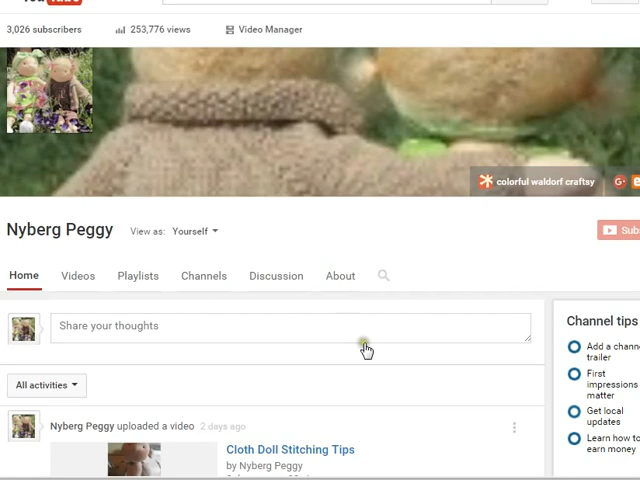 3,026 subscribers 253,776 views Video Manager
colorful waldorf craftsy
Nyberg Peggy View as: Yourself
Subs
Home Videos Playlists Channels Discussion About
Share your thoughts
Channel tips
Add a chann
trailer
First
impressions
matter
Get local
updates
Learn how to
earn money
All activities
Nyberg Peggy uploaded a video 2 days ago
Cloth Doll Stitching Tips
by Nyberg Peggy